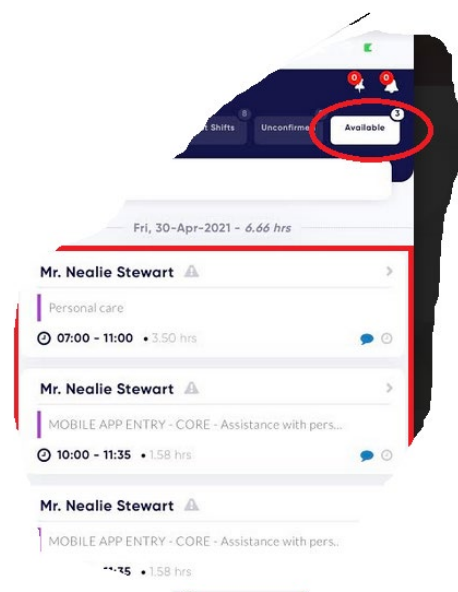 0 0
8 3
t Shifts Unconfirme Available
Fri, 30-Apr-2021 - 6.66 hrs
Mr. Nealie Stewart
Personal care
07:00 - 11:00 • 3.50 hrs
Mr. Nealie Stewart
MOBILE APP ENTRY - CORE - Assistance with pers...
10:00 - 11:35 • 1.58 hrs
Mr. Nealie Stewart
MOBILE APP ENTRY - CORE - Assistance with pers..
:35 • 1.58 hrs